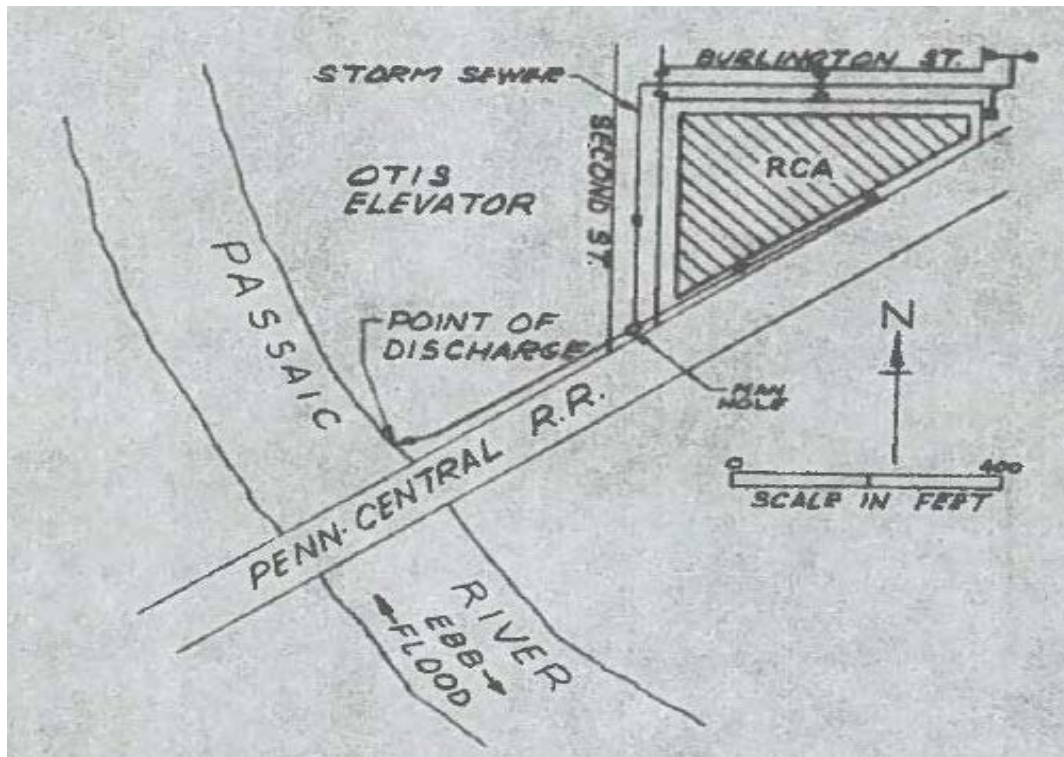 BURLINGTON ST.
STORM SEWER
SECOND ST.
RCA
OTIS
ELEVATOR
PASSAIC
POINT OF
DISCHARGE
N
MAN
HOLE
PENN-CENTRAL R.R.
0 400
SCALE IN FEET
RIVER
EBB
FLOOD